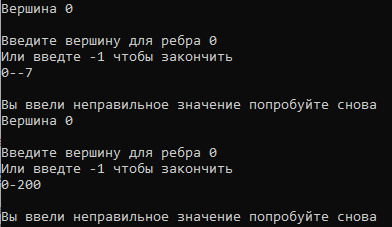 Вершина 0
Введите вершину для ребра 0
Или введте -1 чтобы закончить
0--7
Вы ввели неправильное значение попробуйте снова
Вершина 0
Введите вершину для ребра 0
Или введте -1 чтобы закончить
0-200
Вы ввели неправильное значение попробуйте снова